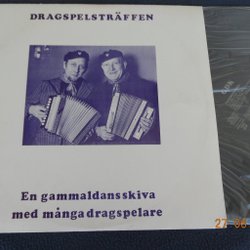 DRAGSPELSTRÄFFEN
En gammaldansskiva
med många dragspelare